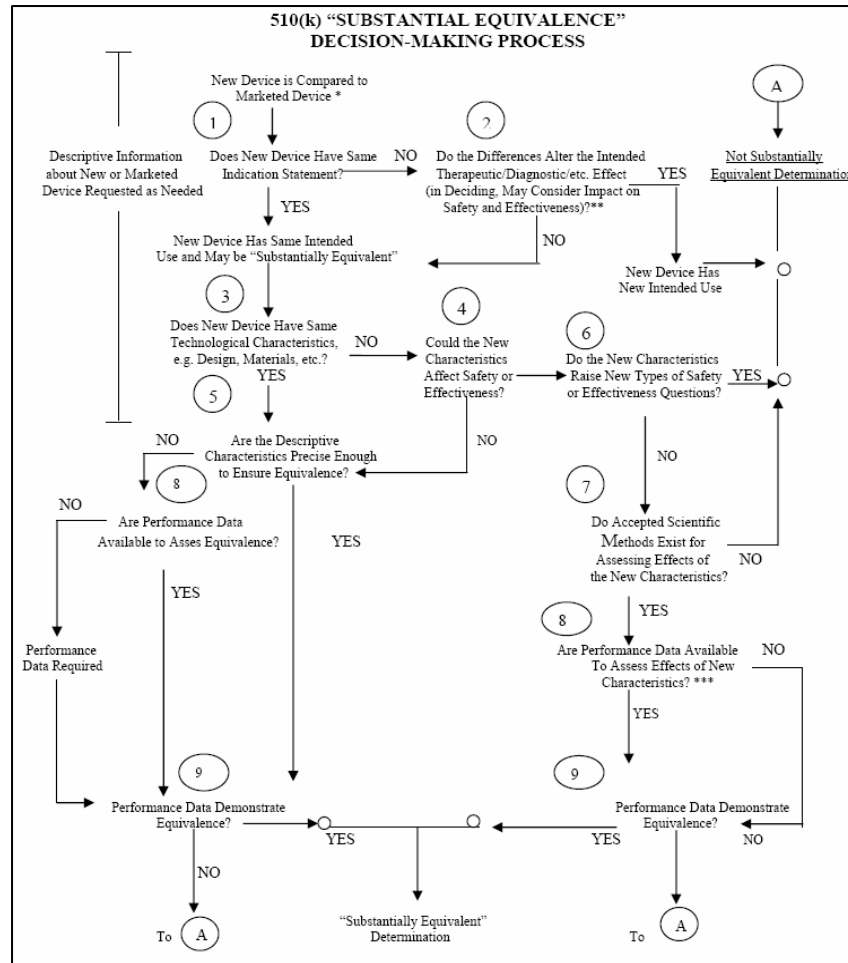 510(k) “SUBSTANTIAL EQUIVALENCE”
DECISION-MAKING PROCESS
New Device is Compared to
Marketed Device *
A
1
2
Descriptive Information
about New or Marketed
Device Requested as Needed
Does New Device Have Same
Indication Statement?
NO
Do the Differences Alter the Intended
Therapeutic/Diagnostic/etc. Effect
(in Deciding, May Consider Impact on
Safety and Effectiveness)?**
YES
Not Substantially
Equivalent Determination
YES
NO
New Device Has Same Intended
Use and May be “Substantially Equivalent”
New Device Has
New Intended Use
3
4
6
Does New Device Have Same
Technological Characteristics,
e.g. Design, Materials, etc.?
NO
Could the New
Characteristics
Affect Safety or
Effectiveness?
Do the New Characteristics
Raise New Types of Safety
or Effectiveness Questions?
YES
YES
5
NO
NO
Are the Descriptive
Characteristics Precise Enough
to Ensure Equivalence?
NO
8
7
NO
Are Performance Data
Available to Asses Equivalence?
YES
Do Accepted Scientific
Methods Exist for
Assessing Effects of
the New Characteristics?
NO
YES
YES
8
Performance
Data Required
Are Performance Data Available
To Assess Effects of New
Characteristics? ***
NO
YES
9
9
Performance Data Demonstrate
Equivalence?
YES
YES
Performance Data Demonstrate
Equivalence?
NO
NO
To
A
“Substantially Equivalent”
Determination
To
A